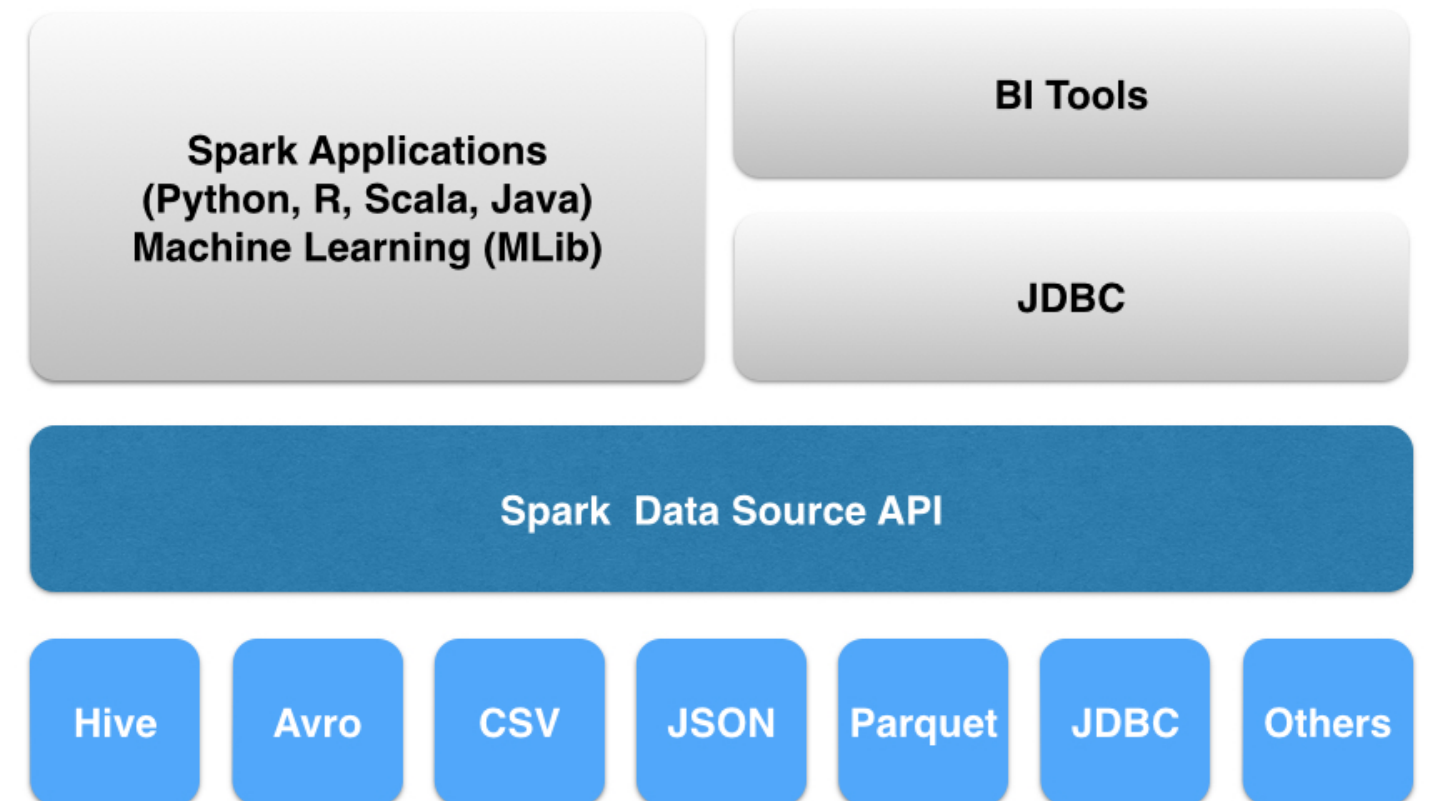 Spark Applications
(Python, R, Scala, Java)
Machine Learning (MLib)
BI Tools
JDBC
Spark  Data Source API
Hive
Avro
CSV
JSON
Parquet
JDBC
Others